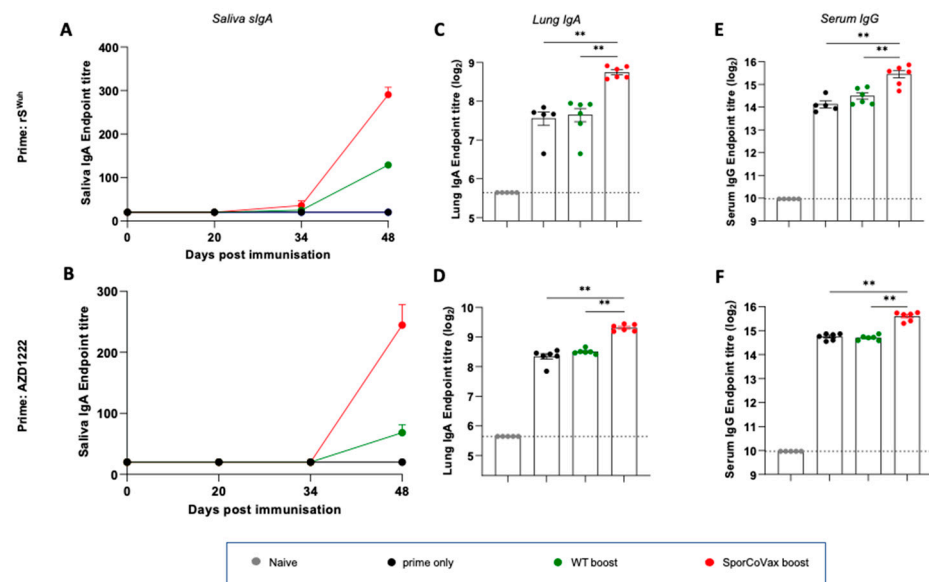 Saliva sIgA
Lung IgA
Serum IgG
A
Prime: rS^Wuh
Saliva IgA Endpoint titre
400
300
200
100
0
0 20 34 48
Days post immunisation
C
Lung IgA Endpoint titre (log₂)
9
8
7
6
5
**
**
E
Serum IgG Endpoint titre (log₂)
16
15
14
13
12
11
10
9
**
**
B
Prime: AZD1222
Saliva IgA Endpoint titre
300
200
100
0
0 20 34 48
Days post immunisation
D
Lung IgA Endpoint titre (log₂)
10
9
8
7
6
5
**
**
F
Serum IgG Endpoint titre (log₂)
16
15
14
13
12
11
10
9
**
**
Naive prime only WT boost SporCoVax boost